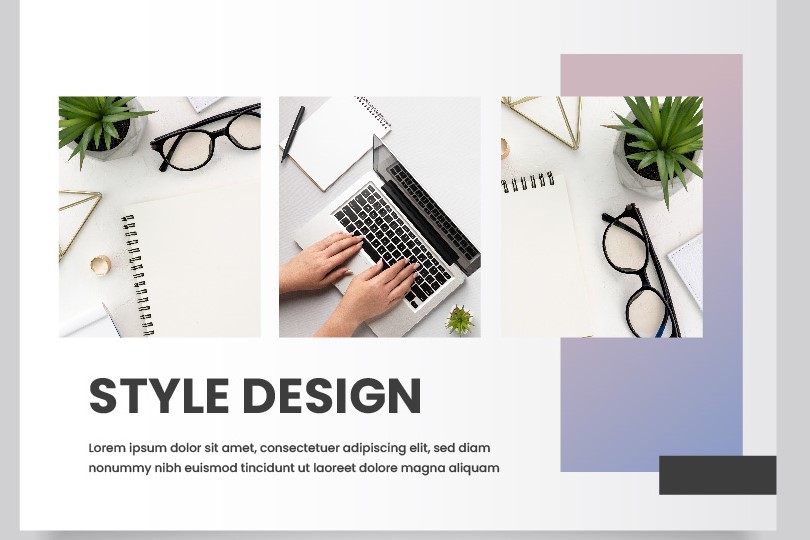 STYLE DESIGN
Lorem ipsum dolor sit amet, consectetuer adipiscing elit, sed diam
nonummy nibh euismod tincidunt ut laoreet dolore magna aliquam